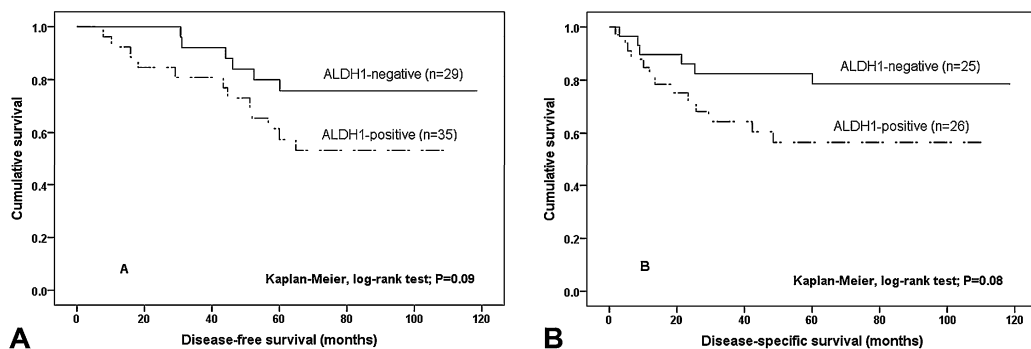 1.0
0.8
0.6
0.4
0.2
0.0
Cumulative survival
ALDH1-negative (n=29)
ALDH1-positive (n=35)
A
Kaplan-Meier, log-rank test; P=0.09
0 20 40 60 80 100 120
Disease-free survival (months)
A
1.0
0.8
0.6
0.4
0.2
0.0
Cumulative survival
ALDH1-negative (n=25)
ALDH1-positive (n=26)
B
Kaplan-Meier, log-rank test; P=0.08
0 20 40 60 80 100 120
Disease-specific survival (months)
B